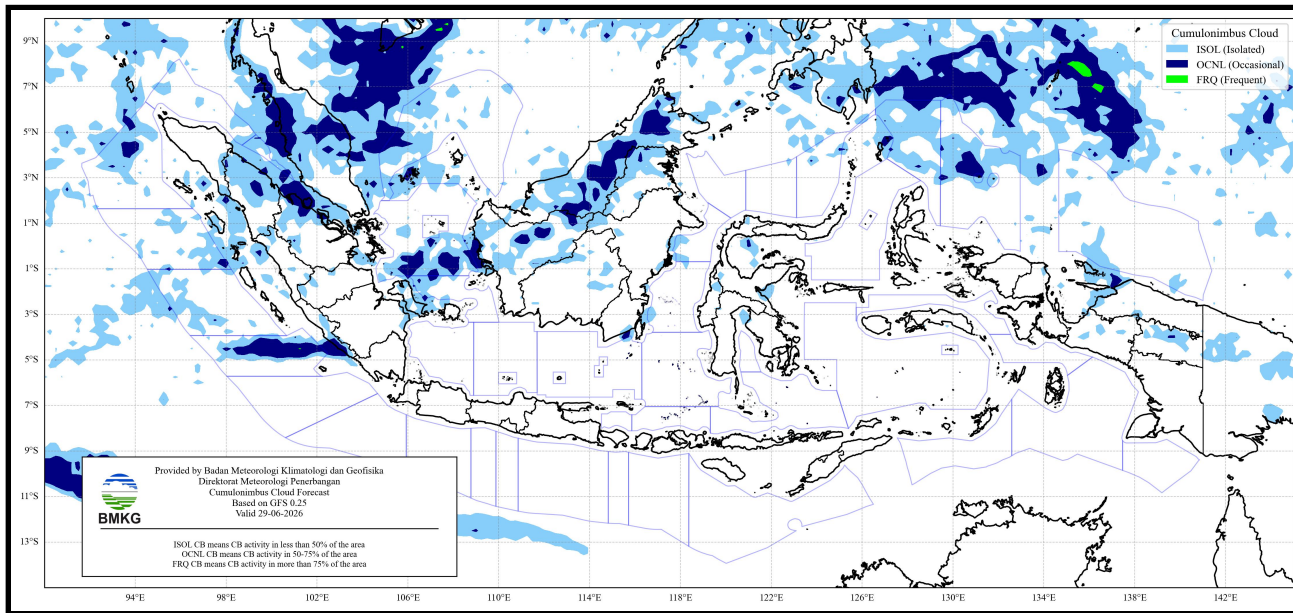 Cumulonimbus Cloud
ISOL (Isolated)
OCNL (Occasional)
FRQ (Frequent)
9°N
7°N
5°N
3°N
1°N
1°S
3°S
5°S
7°S
9°S
11°S
13°S
Provided by Badan Meteorologi Klimatologi dan Geofisika
Direktorat Meteorologi Penerbangan
Cumulonimbus Cloud Forecast
Based on GFS 0.25
Valid 29-06-2026
BMKG
ISOL CB means CB activity in less than 50% of the area
OCNL CB means CB activity in 50-75% of the area
FRQ CB means CB activity in more than 75% of the area
94°E 98°E 102°E 106°E 110°E 114°E 118°E 122°E 126°E 130°E 134°E 138°E 142°E